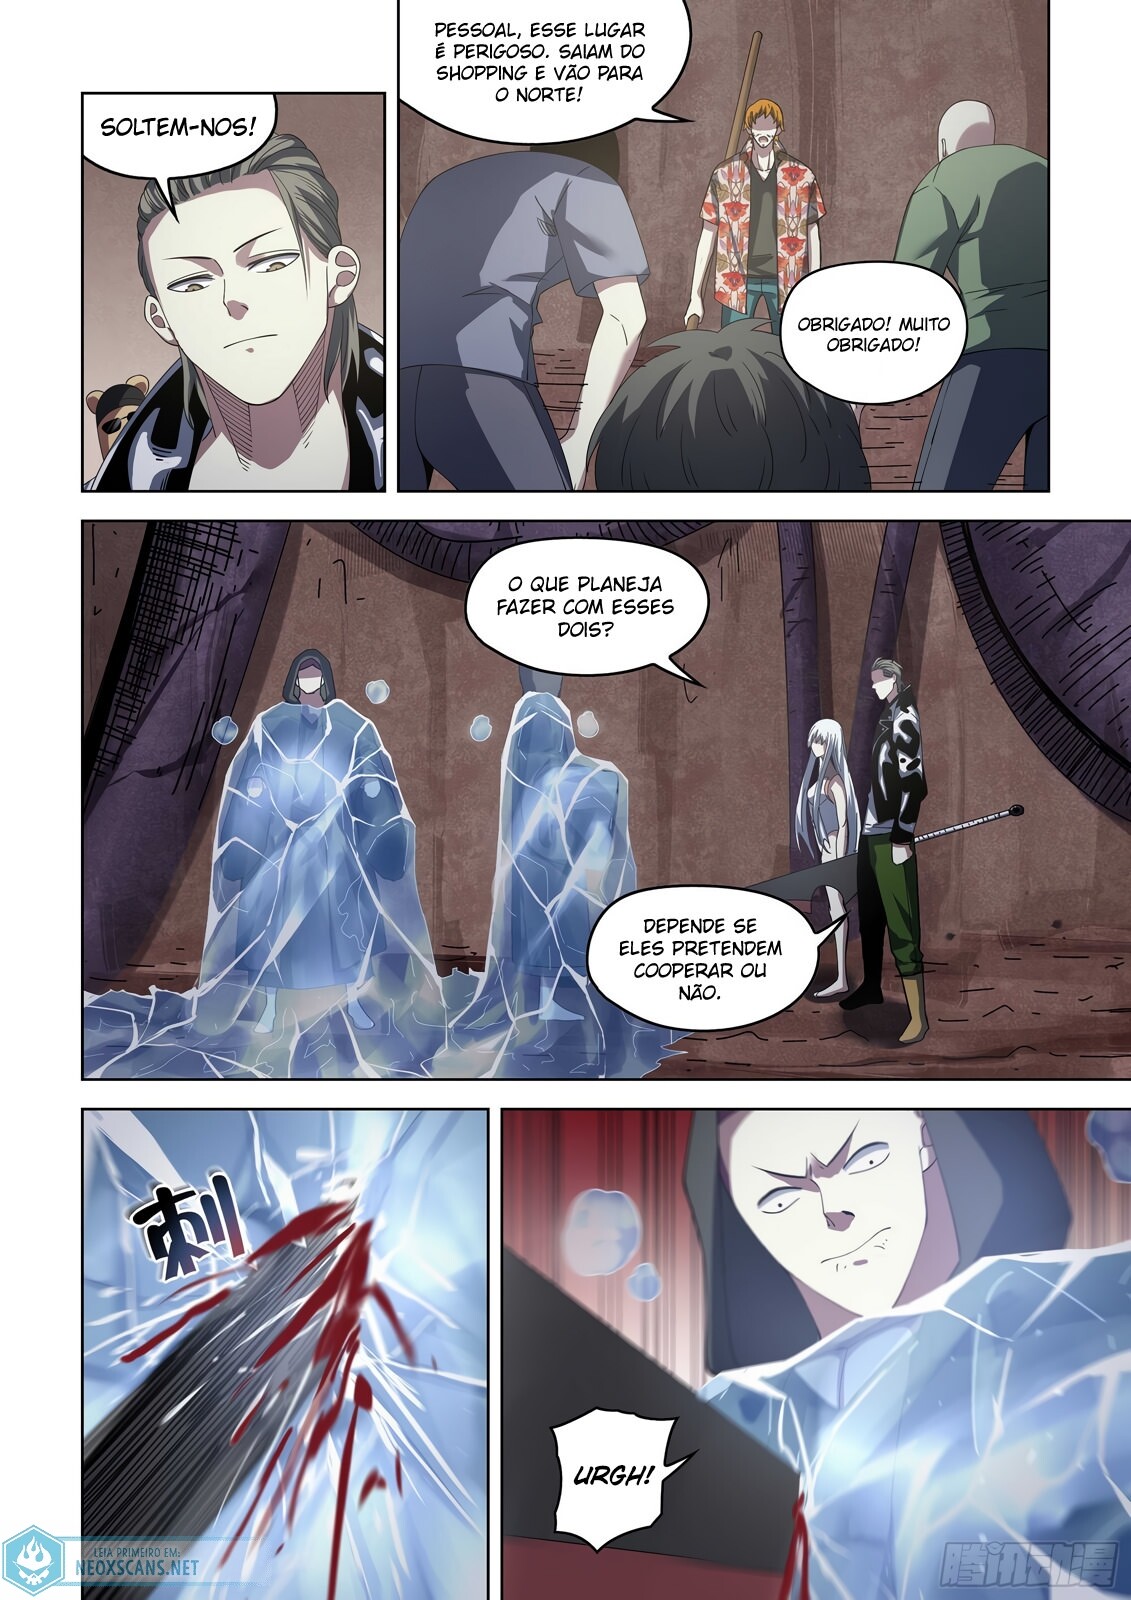 SOLTEM-NOS!
PESSOAL, ESSE LUGAR
É PERIGOSO. SAIAM DO
SHOPPING E VÃO PARA
O NORTE!
OBRIGADO! MUITO
OBRIGADO!
O QUE PLANEJA
FAZER COM ESSES
DOIS?
DEPENDE SE
ELES PRETENDEM
COOPERAR OU
NÃO.
刺
URGH!
LEIA PRIMEIRO EM:
NEOXSCANS.NET
腾讯动漫